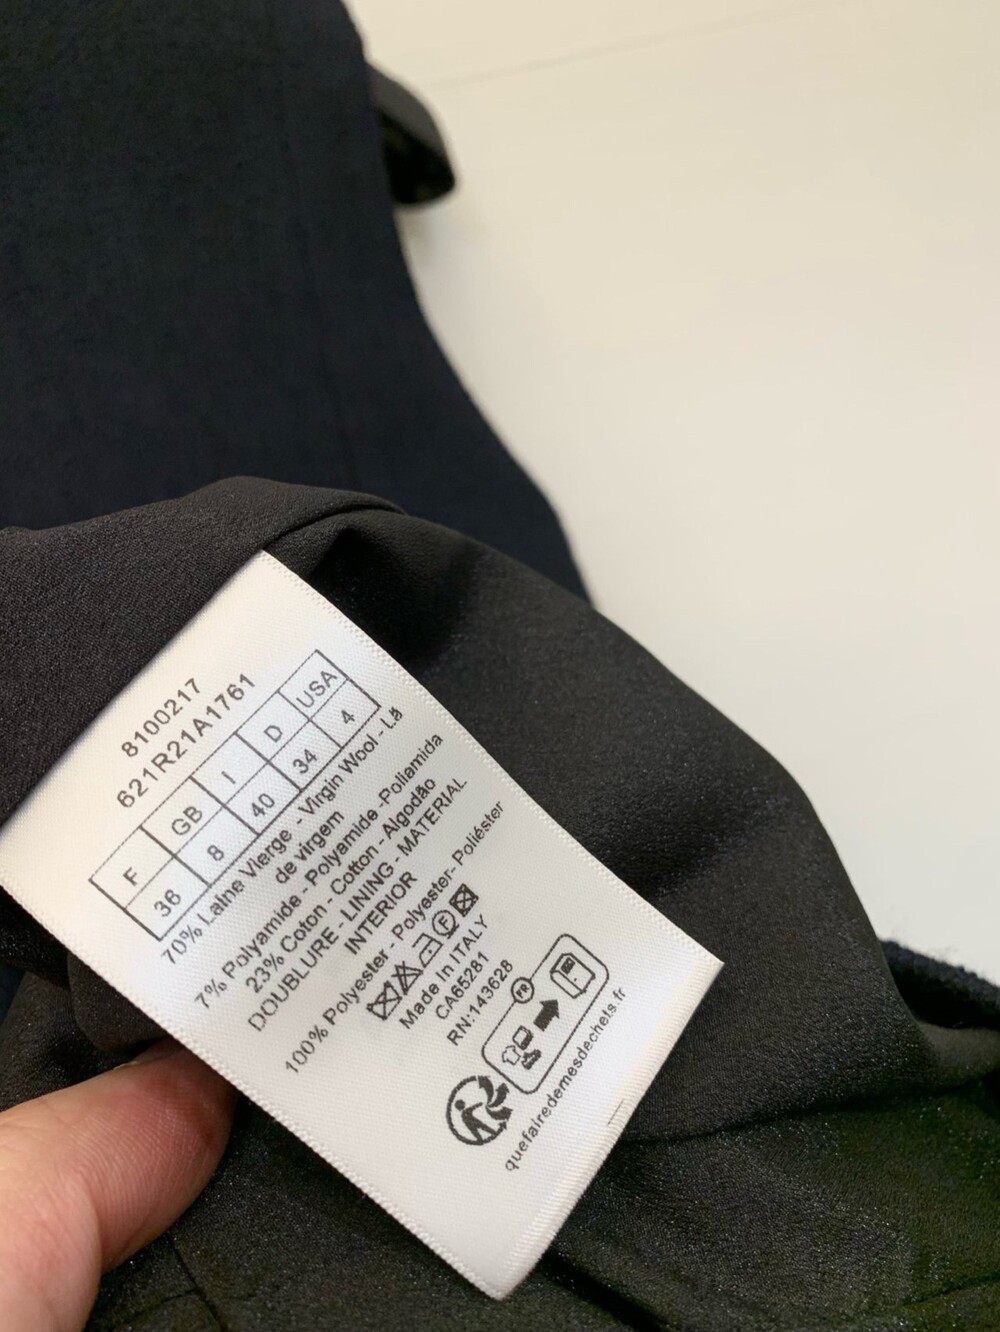 8100217
621R21A1761
F GB I D USA
36 8 40 34 4
70% Laine Vierge - Virgin Wool - Lã
de virgem
7% Polyamide - Polyamide -Poliamida
23% Coton - Cotton - Algodão
DOUBLURE - LINING - MATERIAL
INTERIOR
100% Polyester - Polyester- Poliéster
F
Made In ITALY
CA65281
RN:143628
FR
quefairedemesdechets.fr